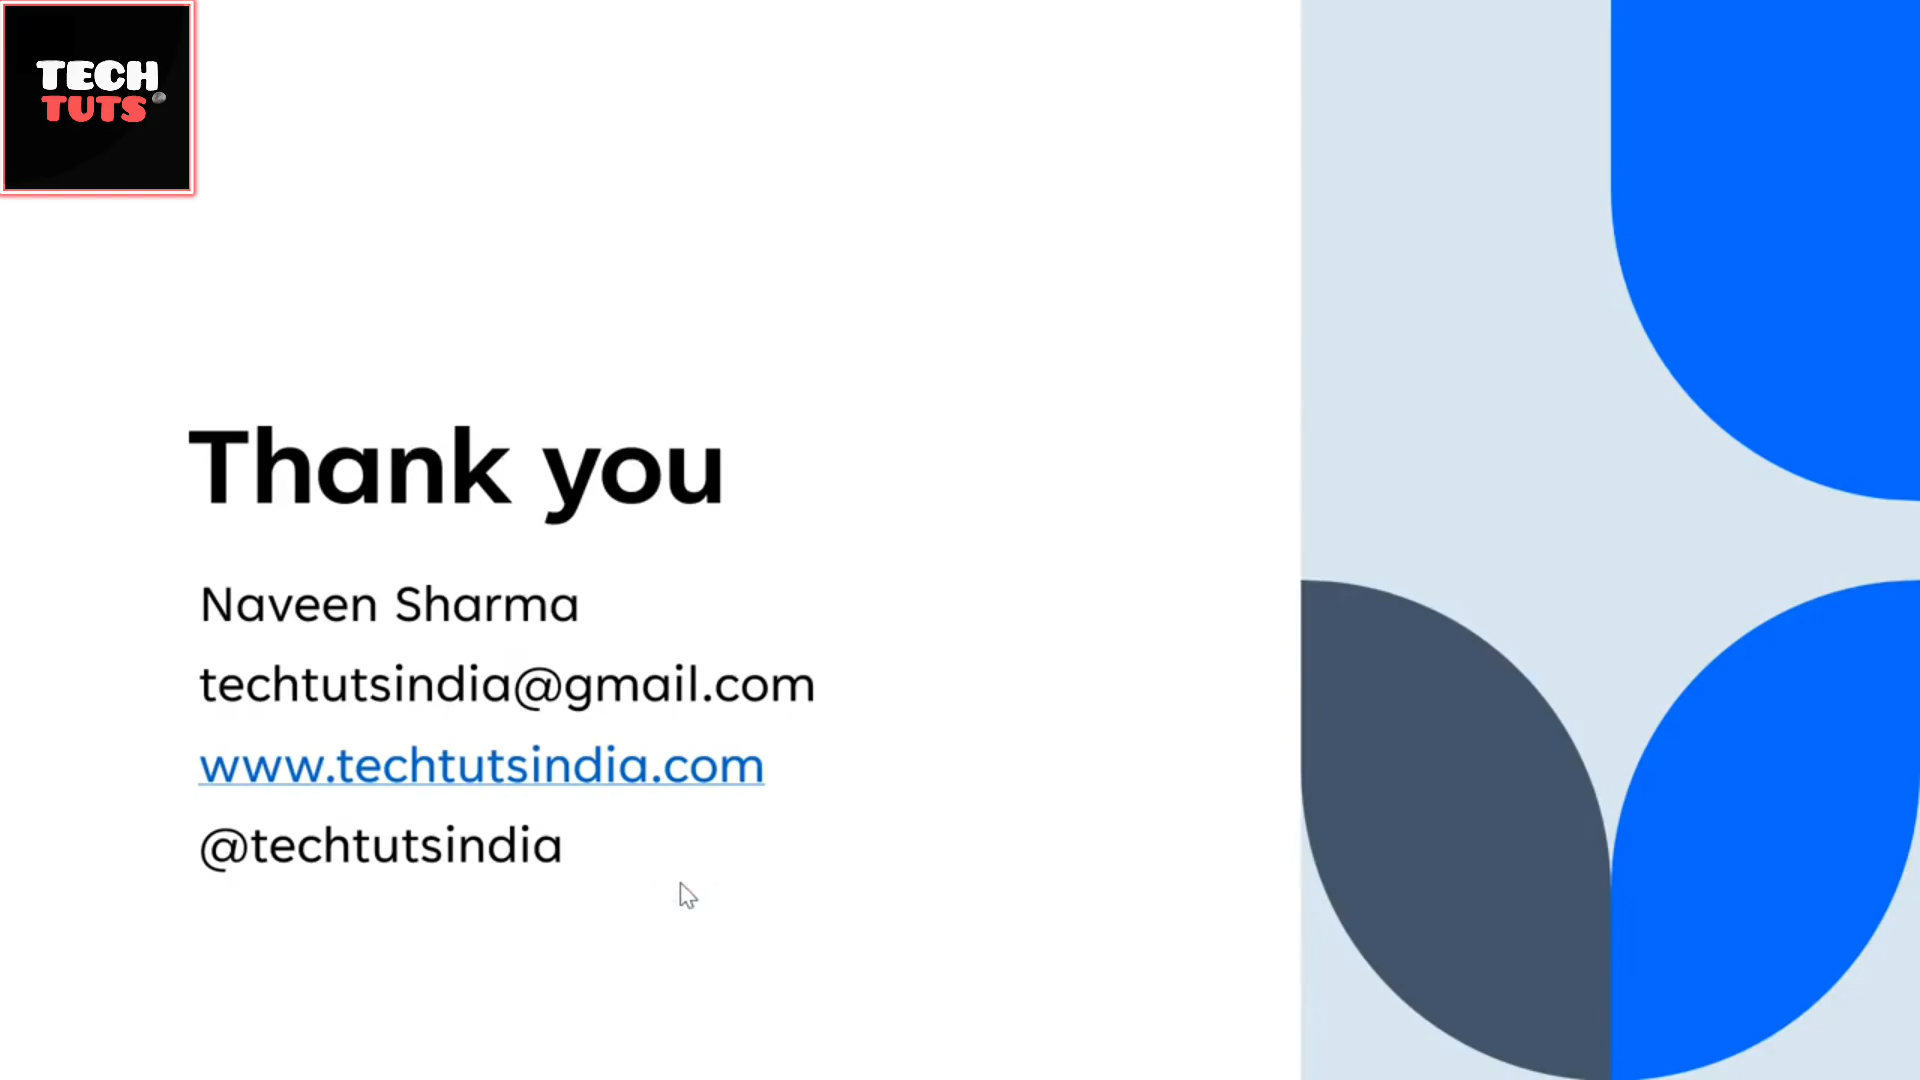 TECH
TUTS
Thank you
Naveen Sharma
techtutsindia@gmail.com
www.techtutsindia.com
@techtutsindia